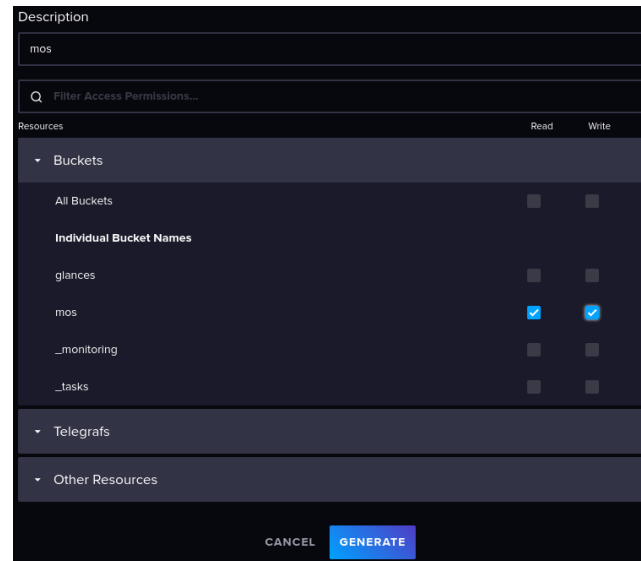 Description
mos
Filter Access Permissions...
Resources Read Write
Buckets
All Buckets
Individual Bucket Names
glances
mos
_monitoring
_tasks
Telegrafs
Other Resources
CANCEL GENERATE